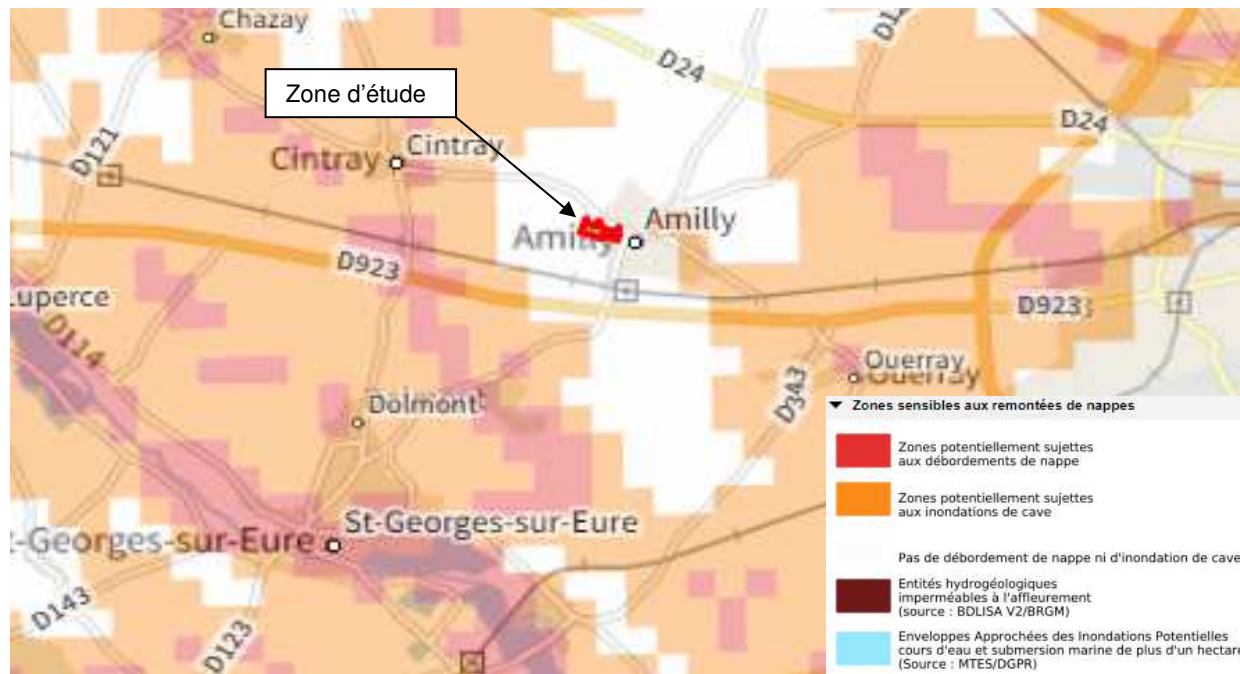 Chazay
D24
D1
Zone d'étude
D121
D24
Cintray
Cintray
Amilly
Amilly
D923
D923
Luperce
D114
Ouerray
Ouerray
D343
Dolmont
St-Georges-sur-Eure
-Georges-sur-Eure
D143
D123
▼ Zones sensibles aux remontées de nappes
Zones potentiellement sujettes
aux débordements de nappe
Zones potentiellement sujettes
aux inondations de cave
Pas de débordement de nappe ni d'inondation de cave
Entités hydrogéologiques
imperméables à l'affleurement
(source : BDLISA V2/BRGM)
Enveloppes Approchées des Inondations Potentielles
cours d'eau et submersion marine de plus d'un hectare
(Source : MTES/DGPR)